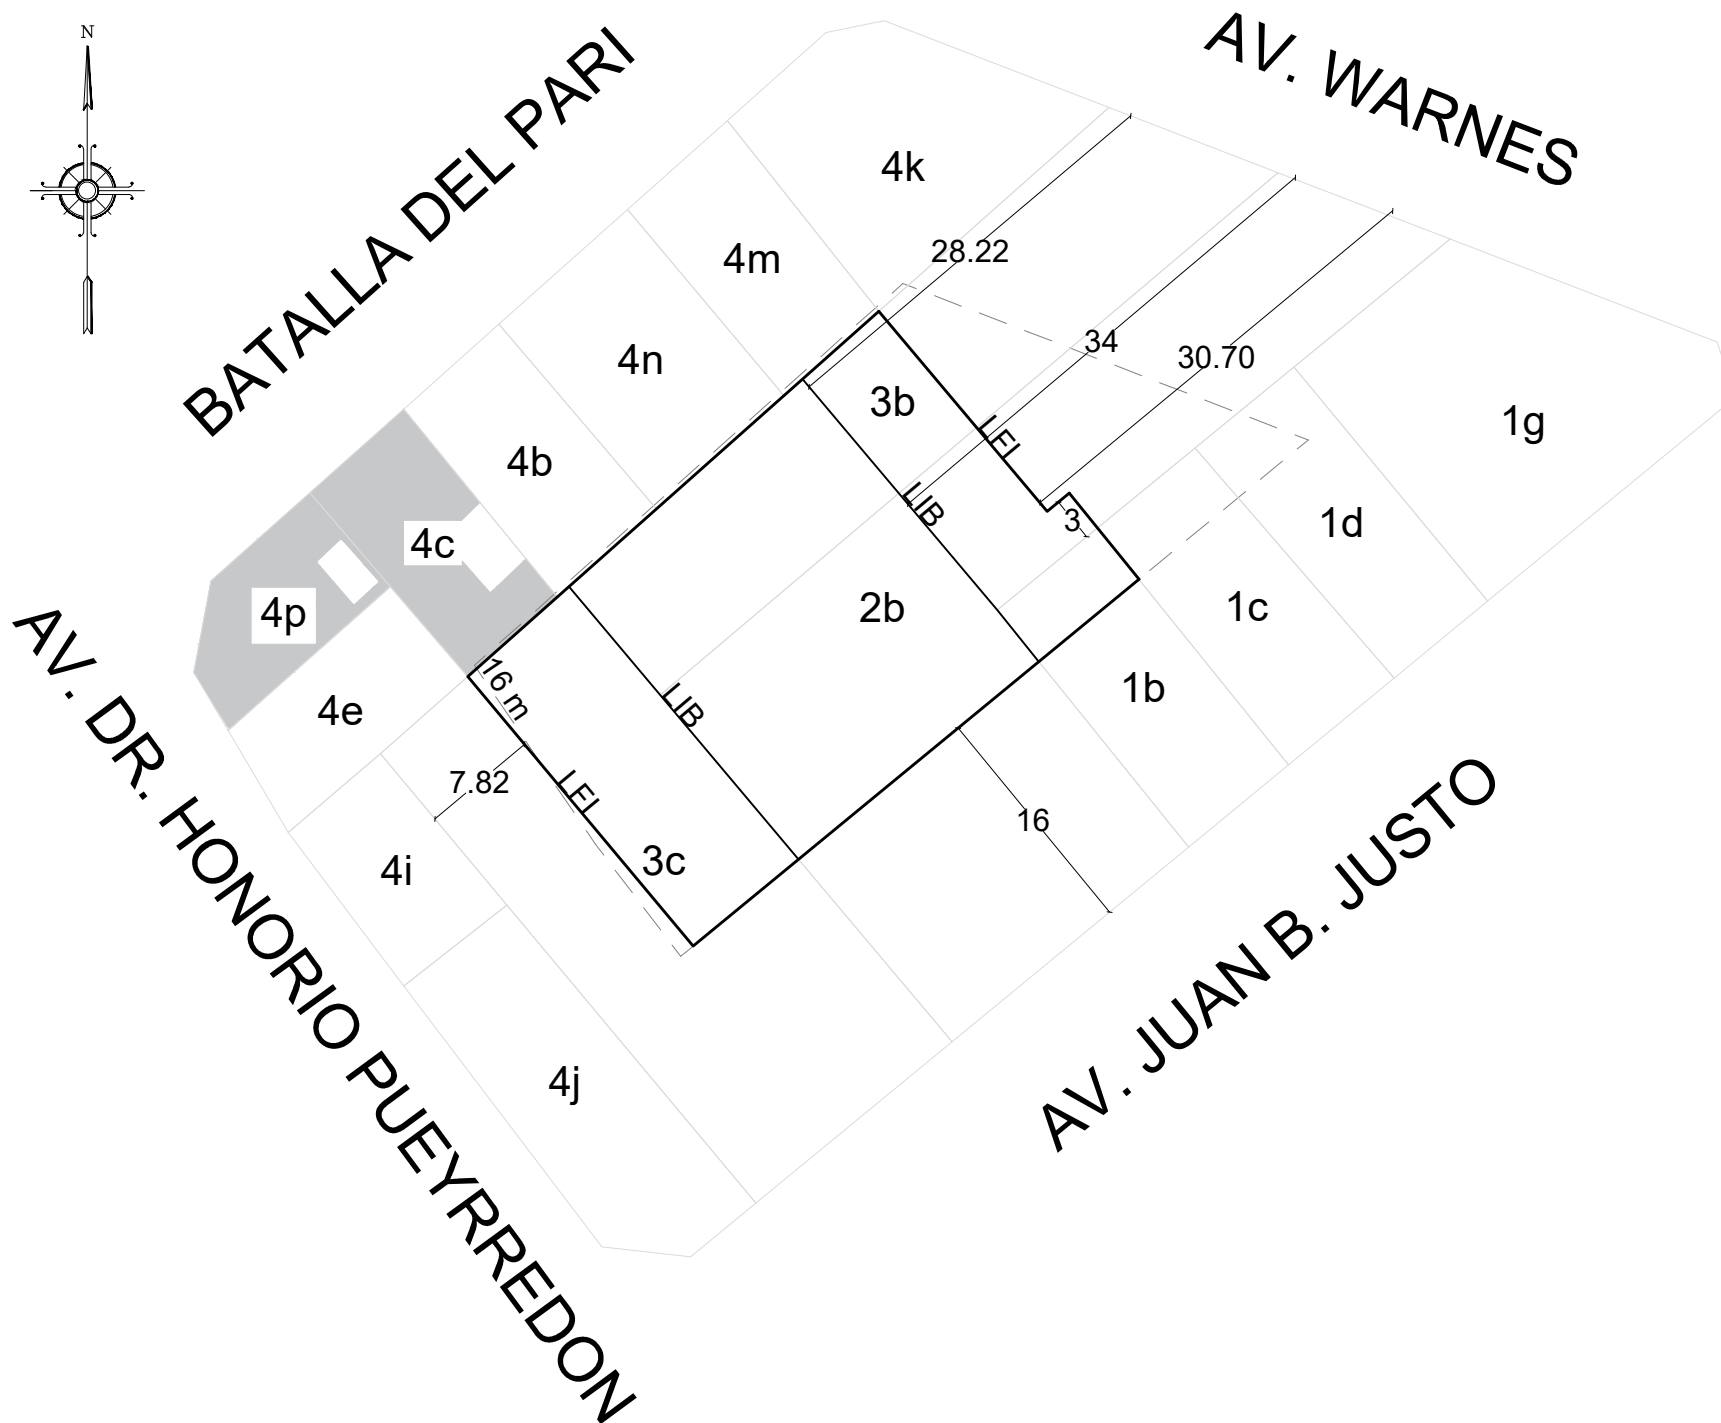 N
AV. WARNES
BATALLA DEL PARI
4k
28.22
4m
34
30.70
4n
3b
LFI
1g
4b
LIB
3
1d
4c
4p
2b
1c
16 m
LIB
1b
4e
7.82
LFI
16
3c
4i
4j
AV. DR. HONORIO PUEYRREDON
AV. JUAN B. JUSTO